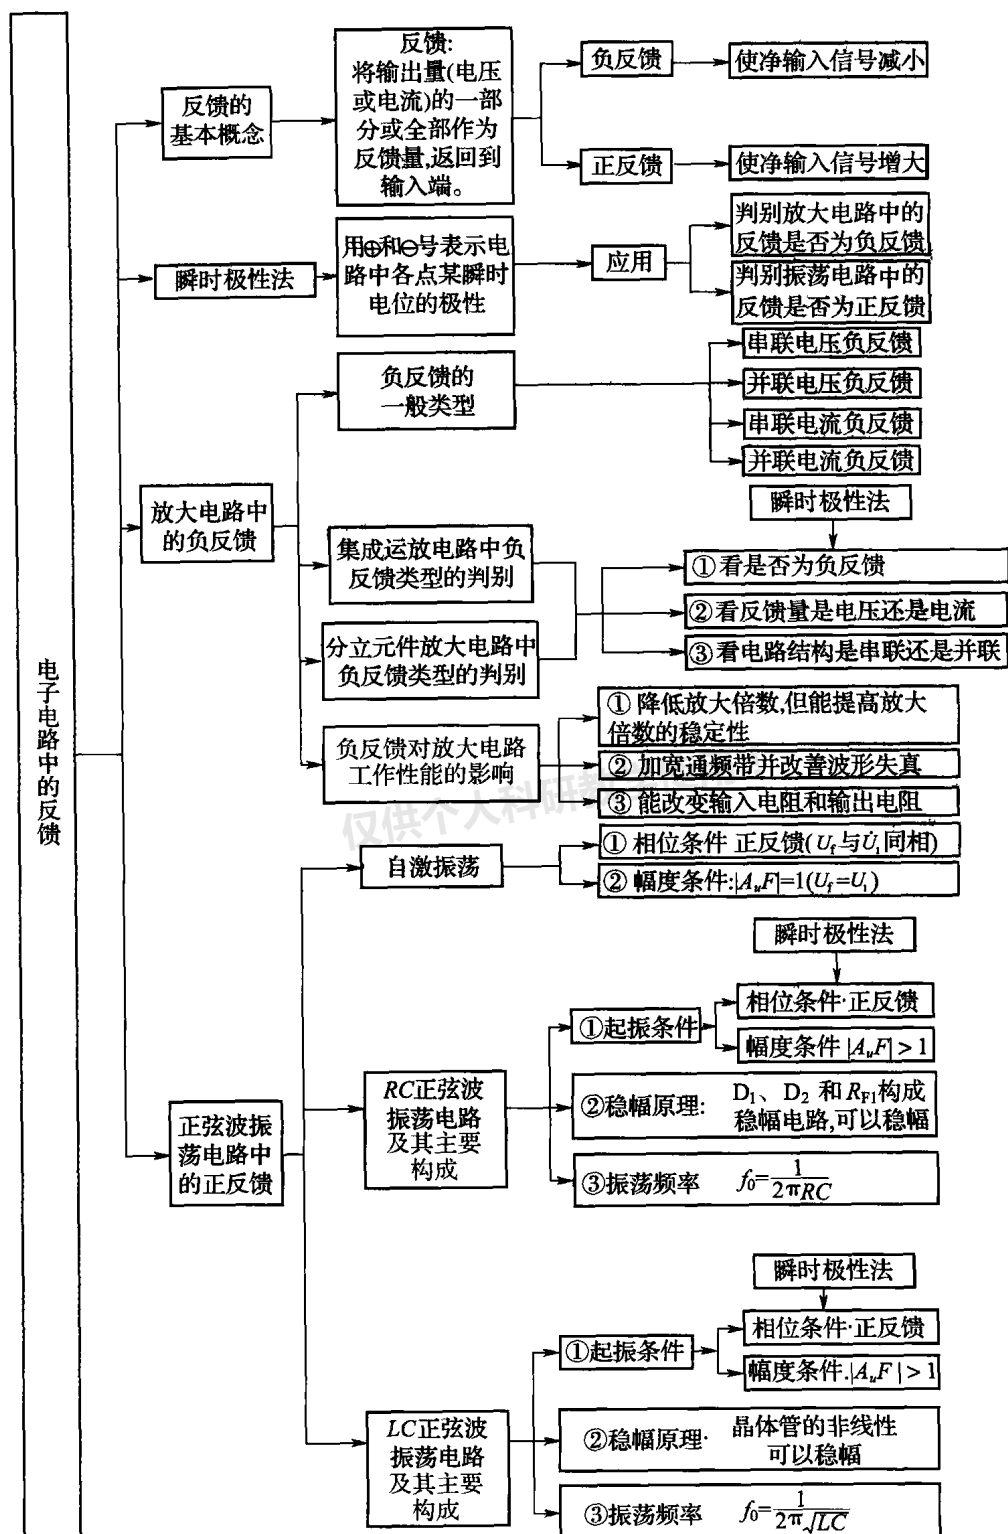 电子电路中的反馈
反馈的
基本概念
反馈:
将输出量(电压
或电流)的一部
分或全部作为
反馈量,返回到
输入端。
负反馈
使净输入信号减小
正反馈
使净输入信号增大
瞬时极性法
用⊕和⊖号表示电
路中各点某瞬时
电位的极性
应用
判别放大电路中的
反馈是否为负反馈
判别振荡电路中的
反馈是否为正反馈
放大电路中
的负反馈
负反馈的
一般类型
串联电压负反馈
并联电压负反馈
串联电流负反馈
并联电流负反馈
集成运放电路中负
反馈类型的判别
分立元件放大电路中
负反馈类型的判别
瞬时极性法
①看是否为负反馈
②看反馈量是电压还是电流
③看电路结构是串联还是并联
负反馈对放大电路
工作性能的影响
① 降低放大倍数,但能提高放大
倍数的稳定性
② 加宽通频带并改善波形失真
③ 能改变输入电阻和输出电阻
仅供个人科研教
正弦波振
荡电路中
的正反馈
自激振荡
① 相位条件 正反馈(U_f与U̇_i同相)
② 幅度条件:|A_uF|=1(U_f=U_i)
RC正弦波
振荡电路
及其主要
构成
瞬时极性法
①起振条件
相位条件·正反馈
幅度条件 |A_uF| > 1
②稳幅原理: D₁、D₂ 和 R_F1构成
稳幅电路,可以稳幅
③振荡频率 f₀=1/(2πRC)
LC正弦波
振荡电路
及其主要
构成
瞬时极性法
①起振条件
相位条件·正反馈
幅度条件.|A_uF| > 1
②稳幅原理· 晶体管的非线性
可以稳幅
③振荡频率 f₀=1/(2π√LC)